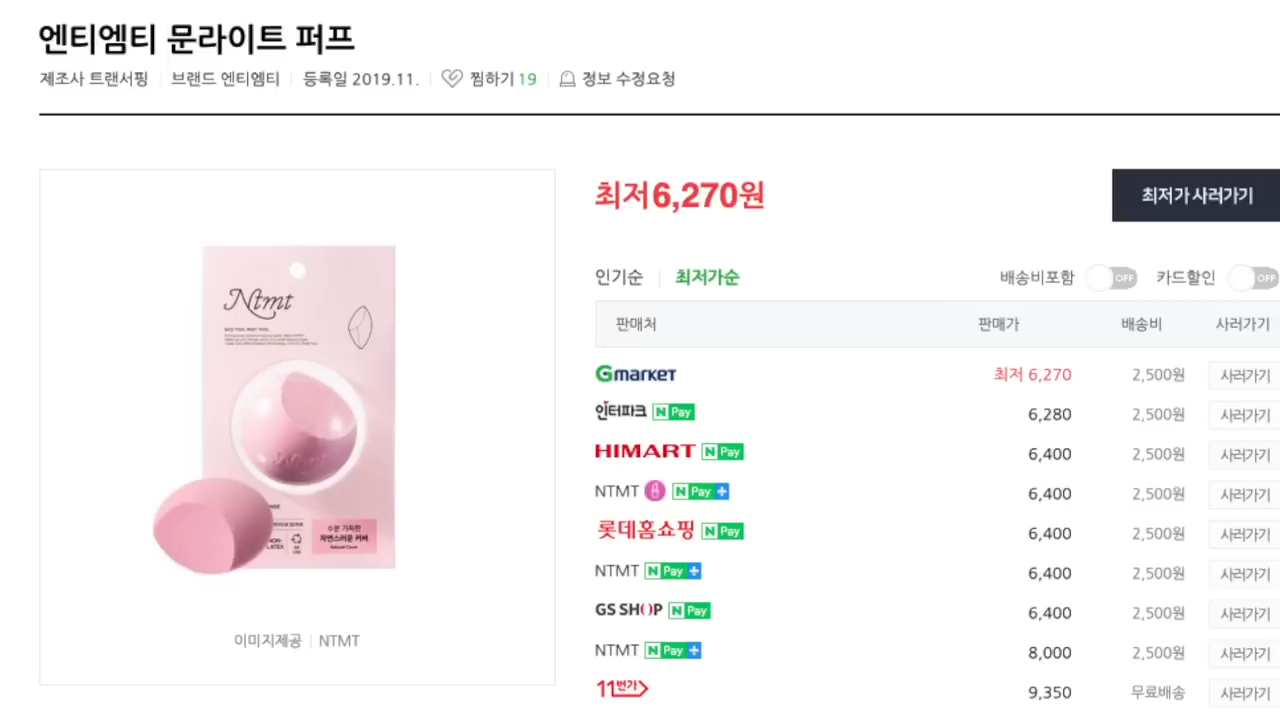 엔티엠티 문라이트 퍼프
제조사 트랜서핑 브랜드 엔티엠티 등록일 2019.11. 찜하기 19 정보 수정요청
최저 6,270원 최저가 사러가기
인기순 최저가순 배송비포함 OFF 카드할인 OFF
판매처 판매가 배송비 사러가기
Gmarket 최저 6,270 2,500원 사러가기
인터파크 N Pay 6,280 2,500원 사러가기
HIMART N Pay 6,400 2,500원 사러가기
NTMT N Pay + 6,400 2,500원 사러가기
롯데홈쇼핑 N Pay 6,400 2,500원 사러가기
NTMT N Pay + 6,400 2,500원 사러가기
GS SHOP N Pay 6,400 2,500원 사러가기
NTMT N Pay + 8,000 2,500원 사러가기
11번가 9,350 무료배송 사러가기
Ntmt
수분 가득한
자연스러운 커버
Natural Cover
이미지제공 NTMT